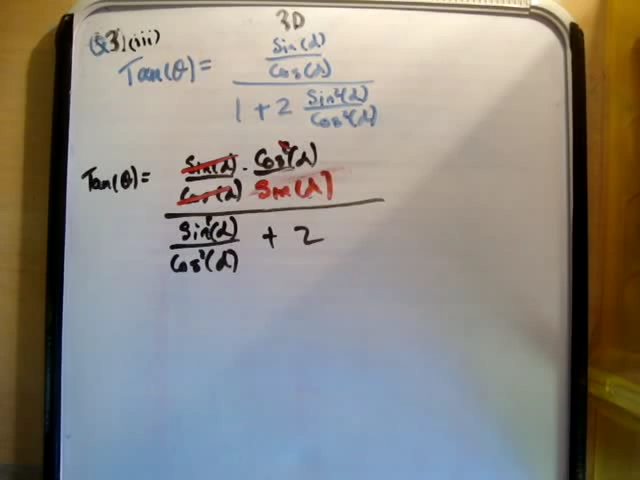 3D
Q3)(iii)
Tan(θ) =
Sin(α)
Cos(α)
1 + 2 Sin²(α)
Cos²(α)
Tan(θ) =
Sin(α) · Cos²(α)
Cos(α) Sin(α)
Sin²(α) + 2
Cos²(α)